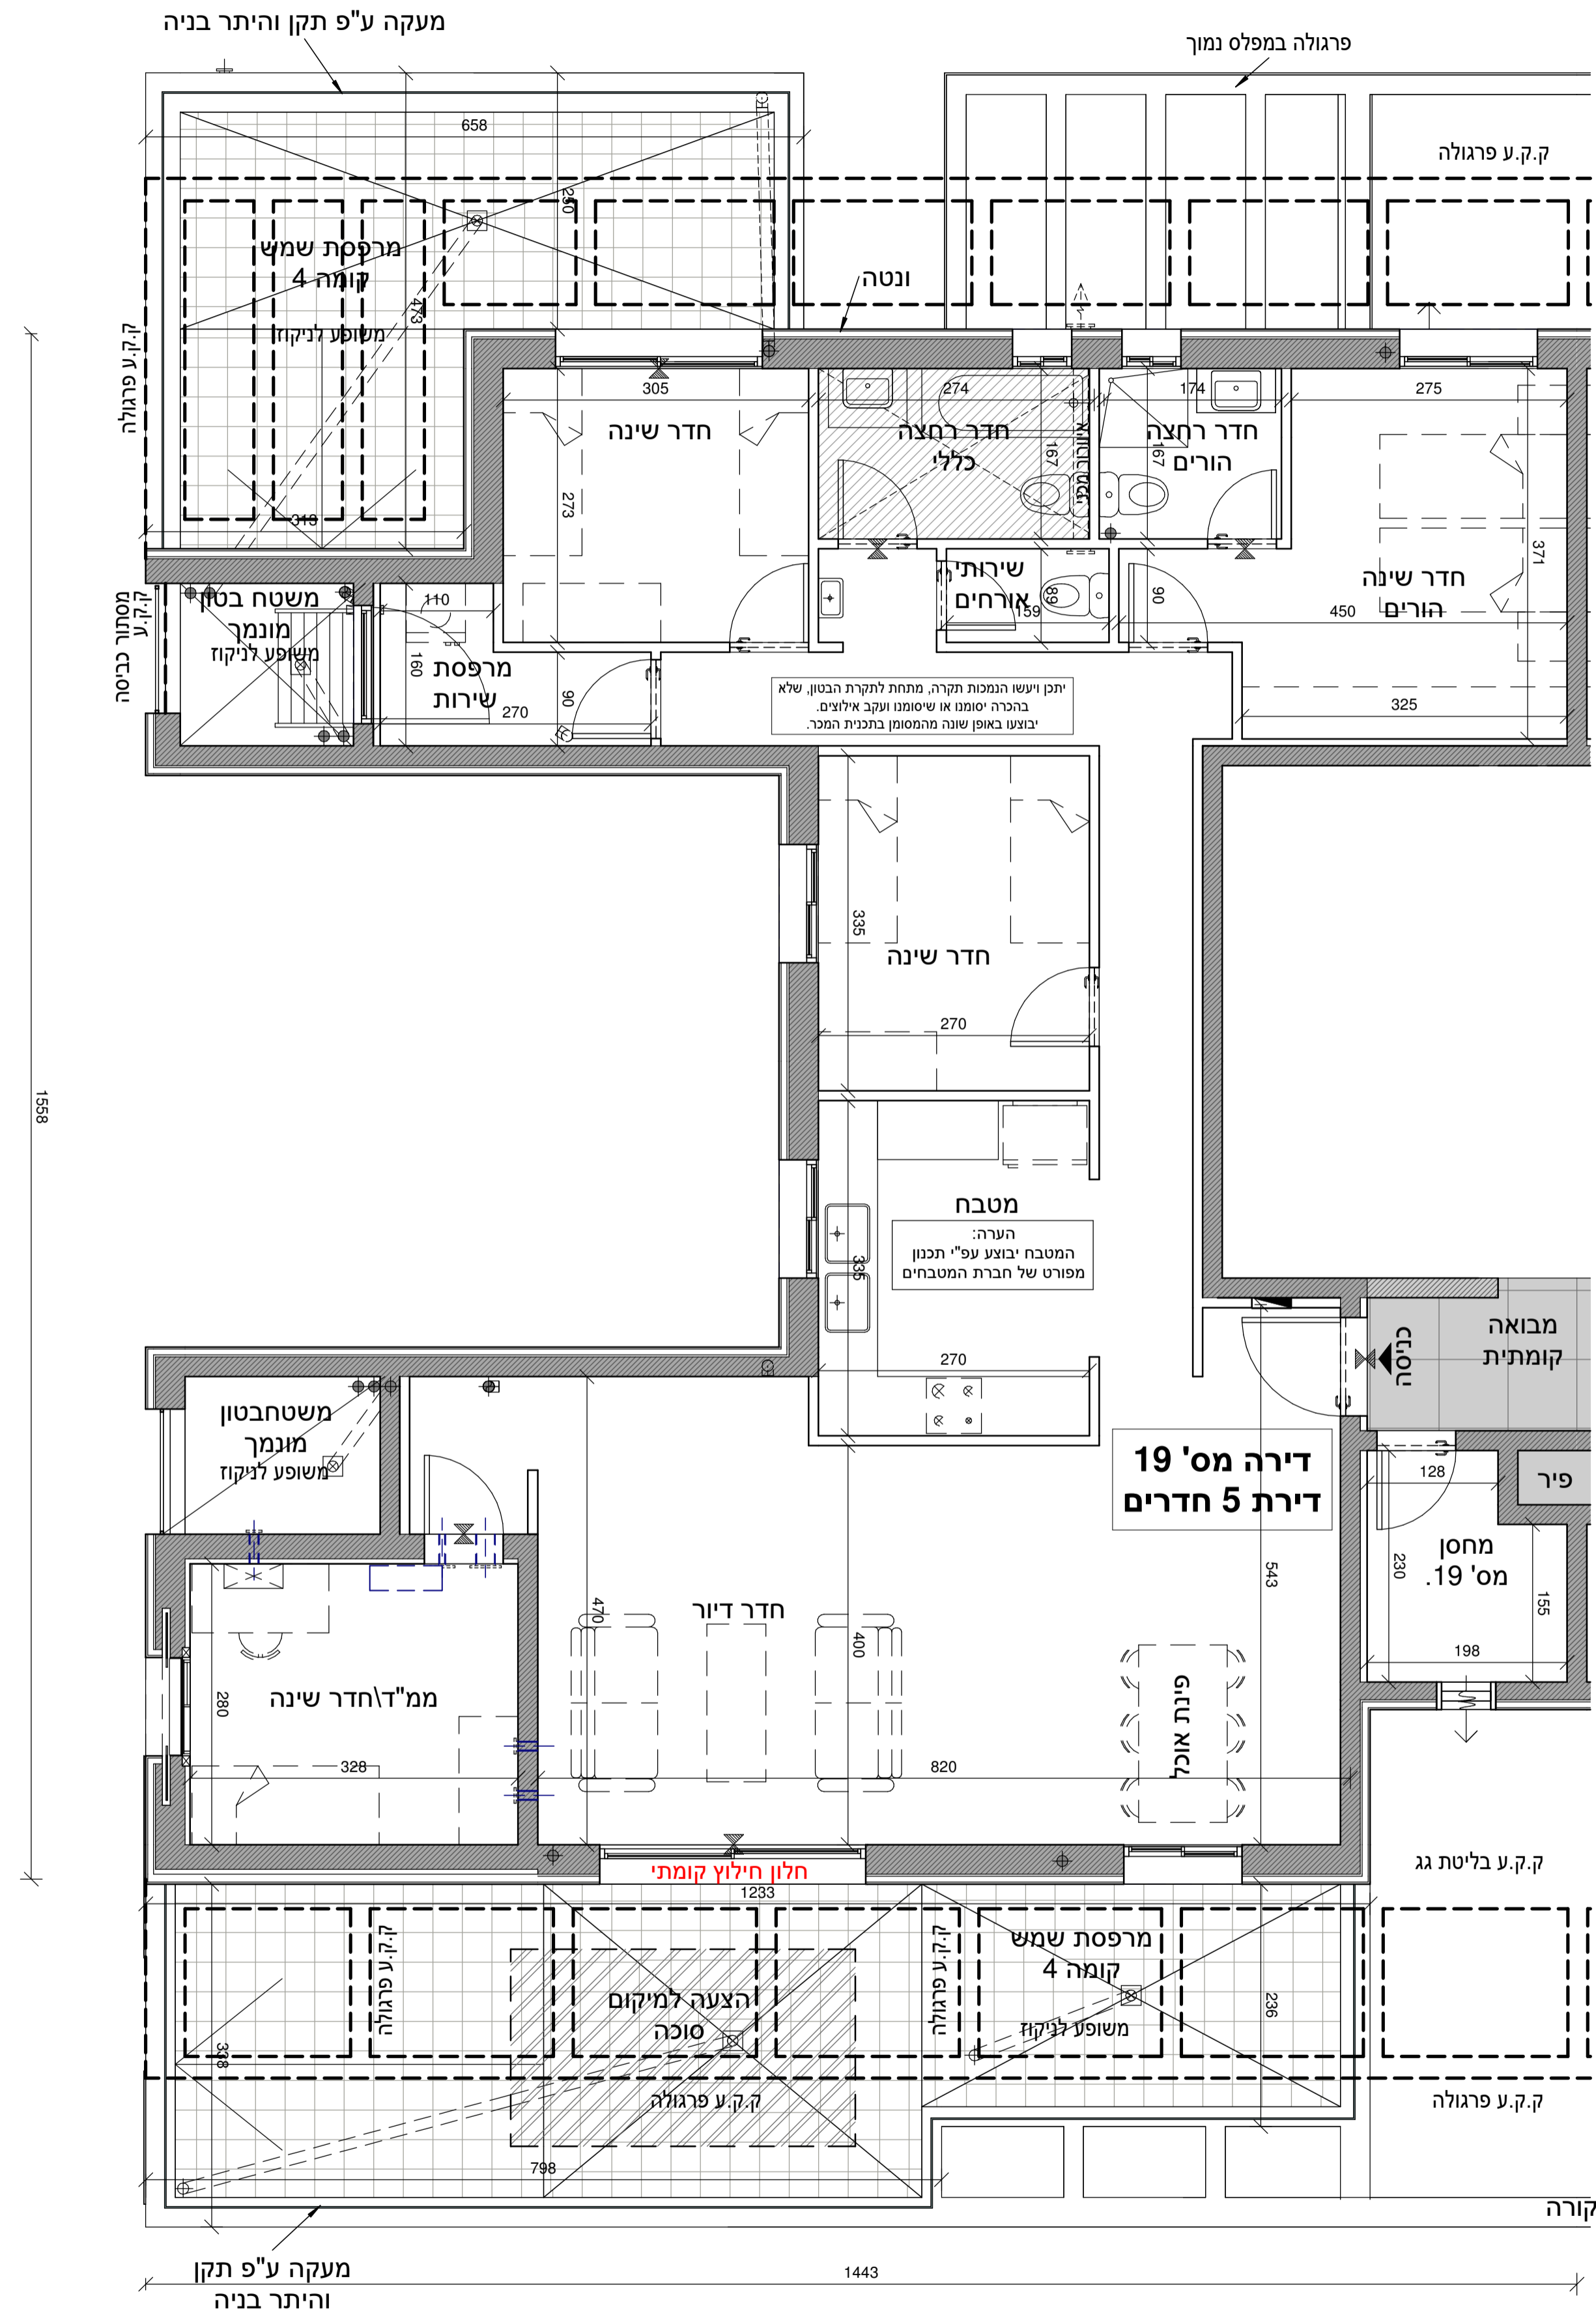 מעקה ע"פ תקן והיתר בניה
פרגולה במפלס נמוך
ק.ק.ע פרגולה
658
250
מרפסת שמש
קומה 4
משופע לניקוז
473
ונטה
ק.ק.ע פרגולה
313
305
חדר שינה
273
274
חדר רחצה
כללי
167
174
חדר רחצה
הורים
167
275
חדר שינה
הורים
371
450
325
מסתור כביסה
ק.ק.ע
משטח בטון
מונמך
משופע לניקוז
110
160
מרפסת
שירות
270
90
שירותי
אורחים
89
159
90
יתכן ויעשו הנמכות תקרה, מתחת לתקרת הבטון, שלא
בהכרה יסומנו או שיסומנו ועקב אילוצים.
יבוצעו באופן שונה מהמסומן בתכנית המכר.
335
חדר שינה
270
1558
מטבח
הערה:
המטבח יבוצע עפ"י תכנון
מפורט של חברת המטבחים
335
270
כניסה
מבואה
קומתית
משטחבטון
מונמך
משופע לניקוז
דירה מס' 19
דירת 5 חדרים
128
פיר
מחסן
מס' 19.
230
155
198
543
470
חדר דיור
400
פינת אוכל
820
ממ"ד\חדר שינה
280
328
חלון חילוץ קומתי
1233
ק.ק.ע בליטת גג
ק.ק.ע פרגולה
ק.ק.ע פרגולה
מרפסת שמש
קומה 4
משופע לניקוז
236
הצעה למיקום
סוכה
338
ק.ק.ע פרגולה
ק.ק.ע פרגולה
798
קורה
מעקה ע"פ תקן
והיתר בניה
1443